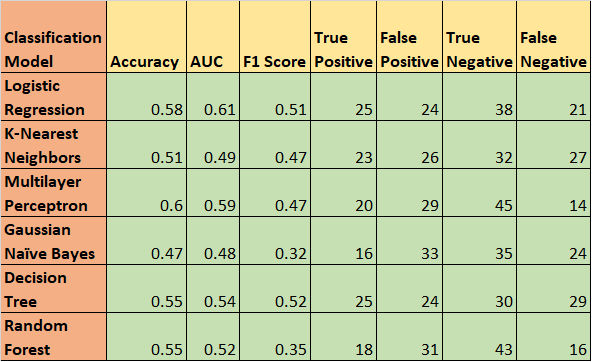 Classification Model Accuracy AUC F1 Score True Positive False Positive True Negative False Negative
Logistic Regression 0.58 0.61 0.51 25 24 38 21
K-Nearest Neighbors 0.51 0.49 0.47 23 26 32 27
Multilayer Perceptron 0.6 0.59 0.47 20 29 45 14
Gaussian Naïve Bayes 0.47 0.48 0.32 16 33 35 24
Decision Tree 0.55 0.54 0.52 25 24 30 29
Random Forest 0.55 0.52 0.35 18 31 43 16